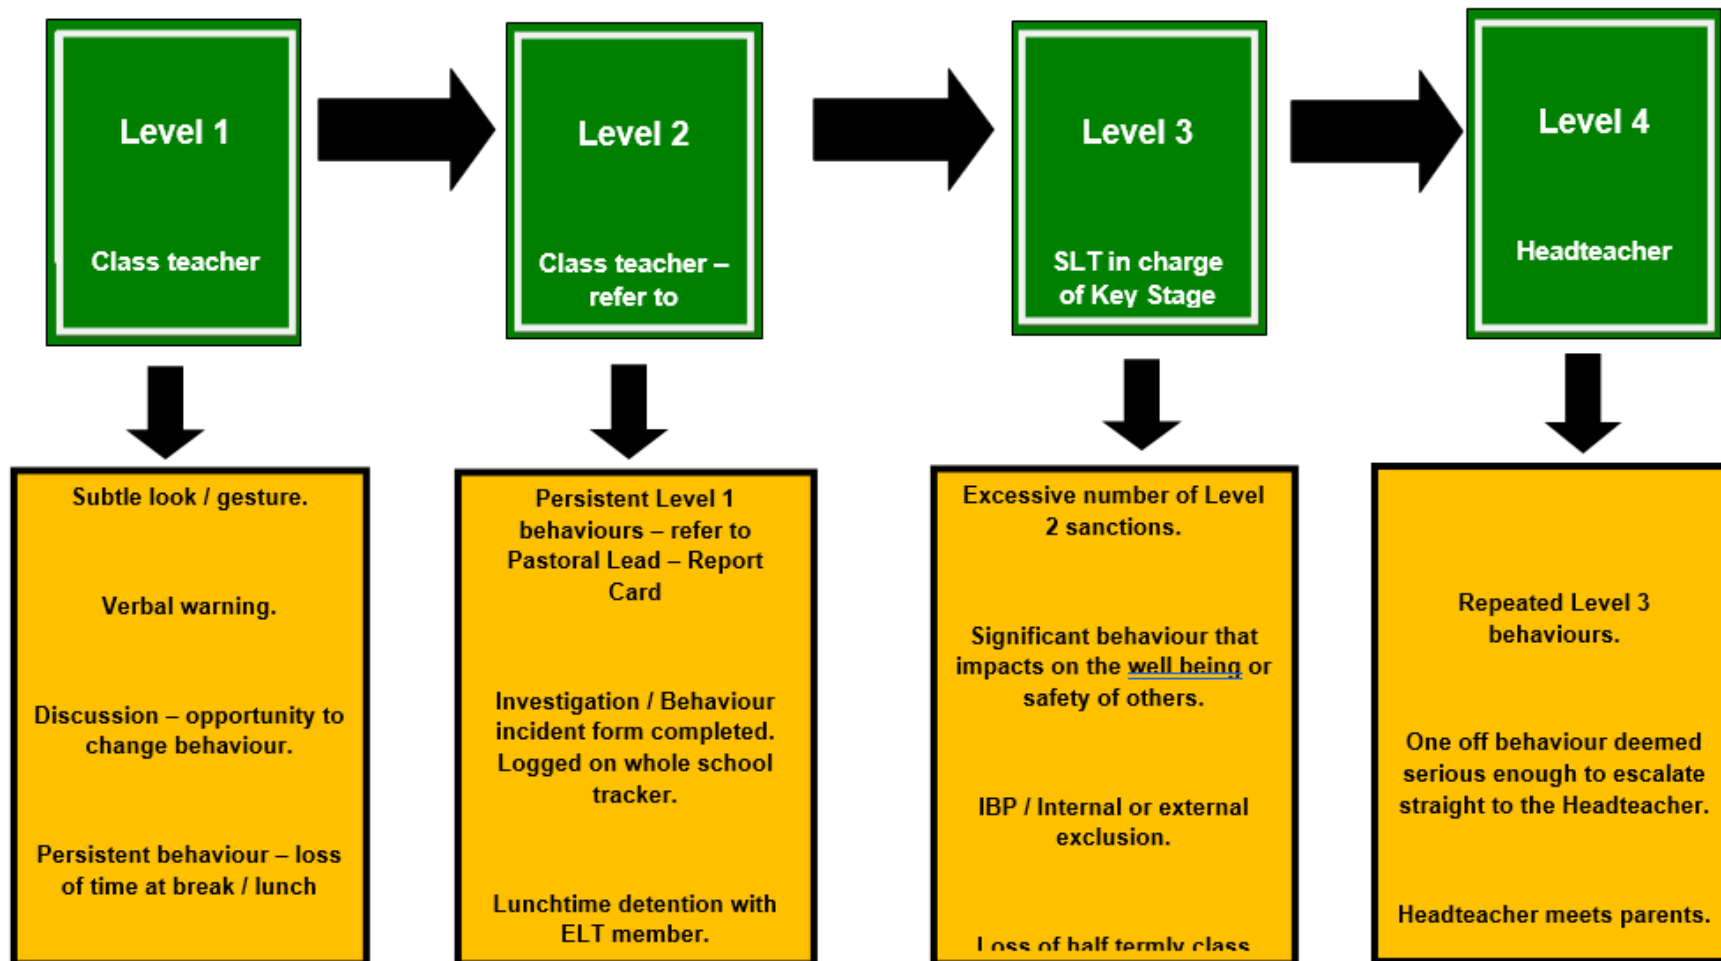 Level 1
Class teacher
Level 2
Class teacher –
refer to
Level 3
SLT in charge
of Key Stage
Level 4
Headteacher
Subtle look / gesture.
Verbal warning.
Discussion – opportunity to
change behaviour.
Persistent behaviour – loss
of time at break / lunch
Persistent Level 1
behaviours – refer to
Pastoral Lead – Report
Card
Investigation / Behaviour
incident form completed.
Logged on whole school
tracker.
Lunchtime detention with
ELT member.
Excessive number of Level
2 sanctions.
Significant behaviour that
impacts on the well being or
safety of others.
IBP / Internal or external
exclusion.
Loss of half termly class
Repeated Level 3
behaviours.
One off behaviour deemed
serious enough to escalate
straight to the Headteacher.
Headteacher meets parents.